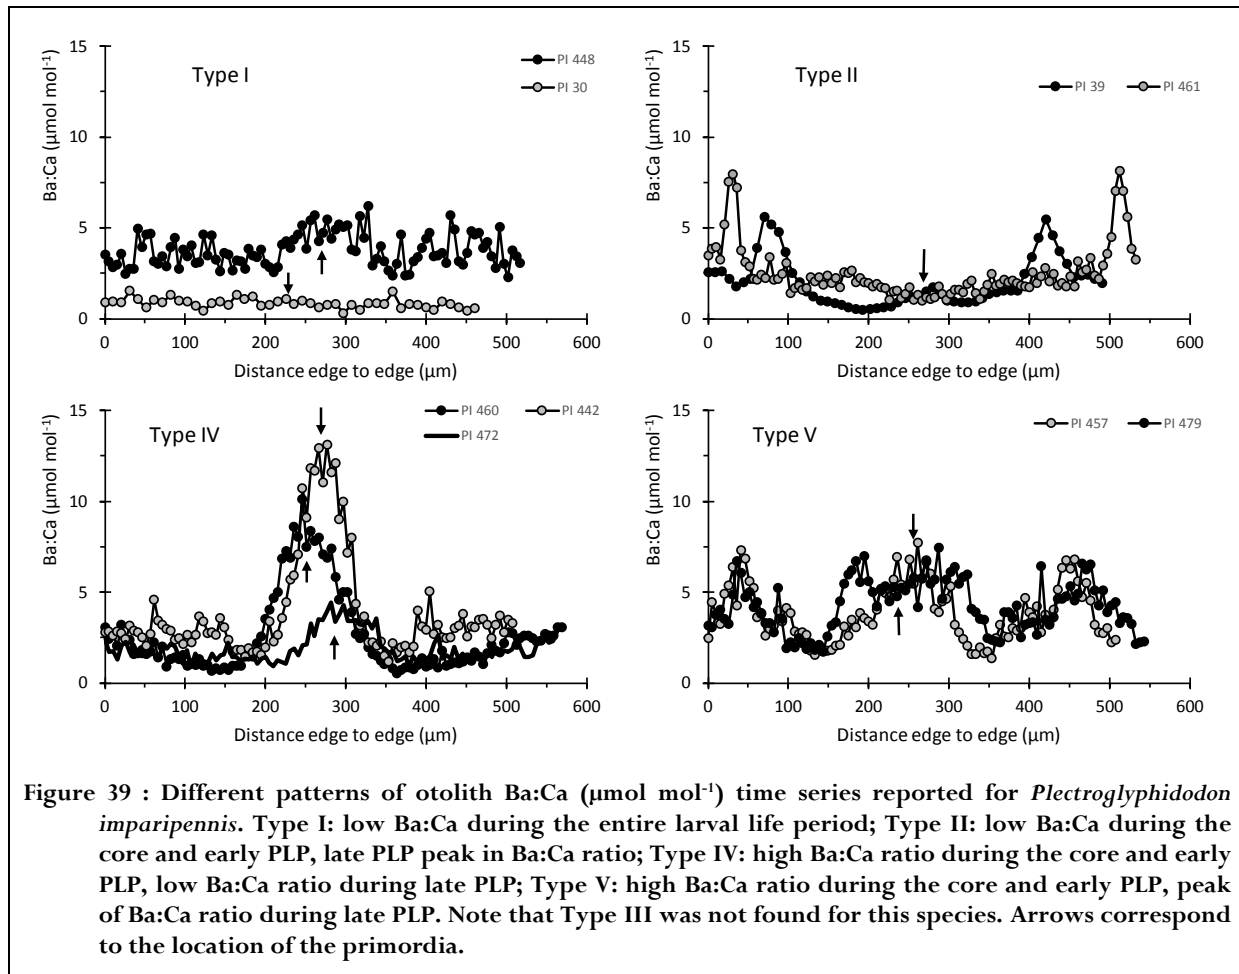 Type I
PI 448
PI 30
Ba:Ca (µmol mol⁻¹)
15
10
5
0
0 100 200 300 400 500 600
Distance edge to edge (µm)
Type II
PI 39 PI 461
Ba:Ca (µmol mol⁻¹)
15
10
5
0
0 100 200 300 400 500 600
Distance edge to edge (µm)
Type IV
PI 460 PI 442
PI 472
Ba:Ca (µmol mol⁻¹)
15
10
5
0
0 100 200 300 400 500 600
Distance edge to edge (µm)
Type V
PI 457 PI 479
Ba:Ca (µmol mol⁻¹)
15
10
5
0
0 100 200 300 400 500 600
Distance edge to edge (µm)
Figure 39 : Different patterns of otolith Ba:Ca (µmol mol⁻¹) time series reported for Plectroglyphidodon
imparipennis. Type I: low Ba:Ca during the entire larval life period; Type II: low Ba:Ca during the
core and early PLP, late PLP peak in Ba:Ca ratio; Type IV: high Ba:Ca ratio during the core and early
PLP, low Ba:Ca ratio during late PLP; Type V: high Ba:Ca ratio during the core and early PLP, peak
of Ba:Ca ratio during late PLP. Note that Type III was not found for this species. Arrows correspond
to the location of the primordia.